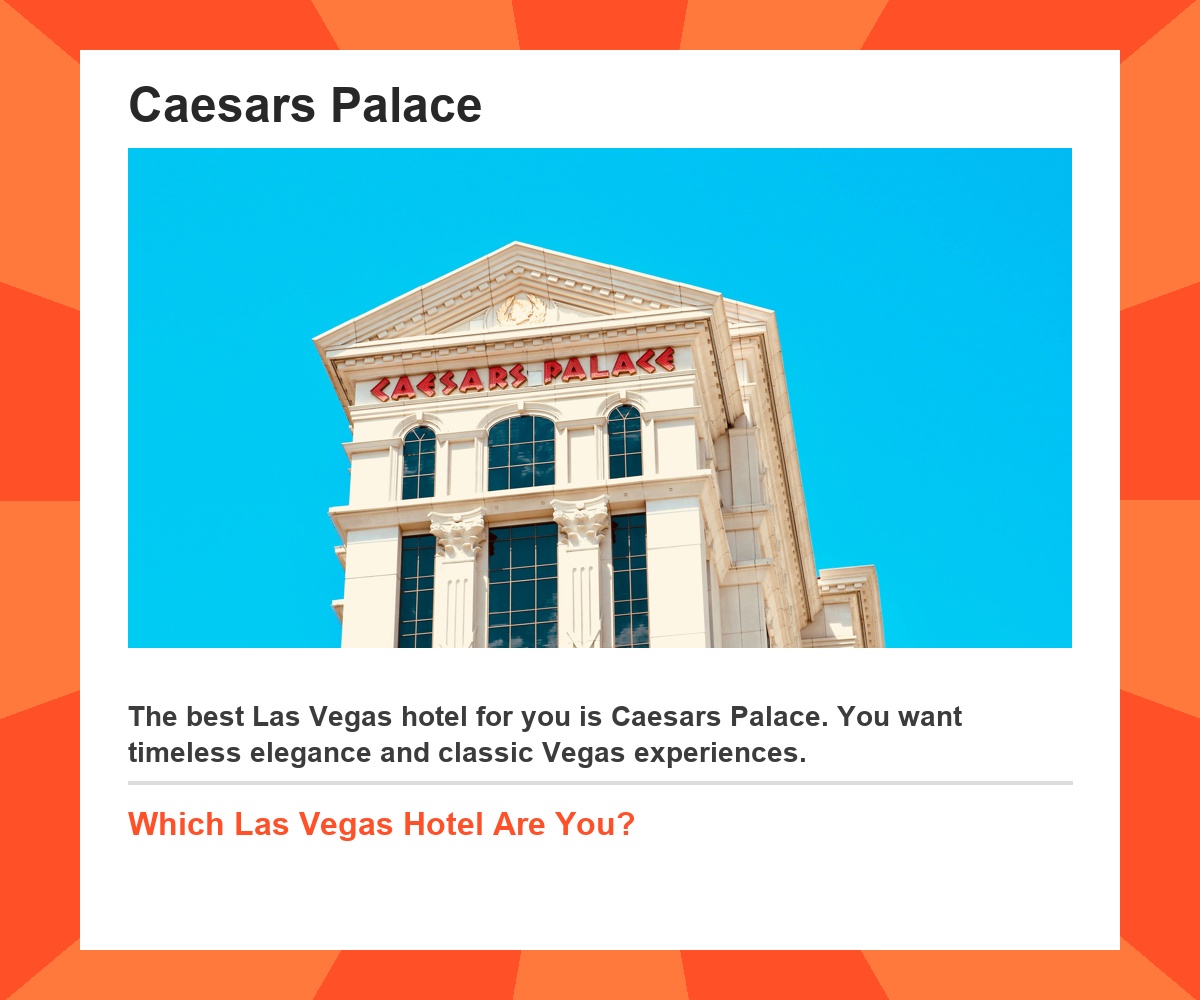 Caesars Palace
CAESARS PALACE
The best Las Vegas hotel for you is Caesars Palace. You want
timeless elegance and classic Vegas experiences.
Which Las Vegas Hotel Are You?